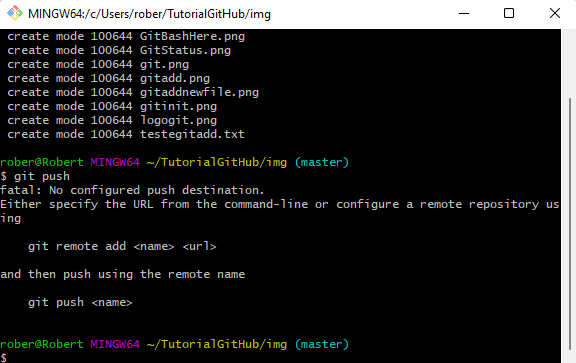 MINGW64:/c/Users/rober/TutorialGitHub/img
create mode 100644 GitBashHere.png
create mode 100644 GitStatus.png
create mode 100644 git.png
create mode 100644 gitadd.png
create mode 100644 gitaddnewfile.png
create mode 100644 gitinit.png
create mode 100644 logogit.png
create mode 100644 testegitadd.txt
rober@Robert MINGW64 ~/TutorialGitHub/img (master)
$ git push
fatal: No configured push destination.
Either specify the URL from the command-line or configure a remote repository us
ing
git remote add <name> <url>
and then push using the remote name
git push <name>
rober@Robert MINGW64 ~/TutorialGitHub/img (master)
$